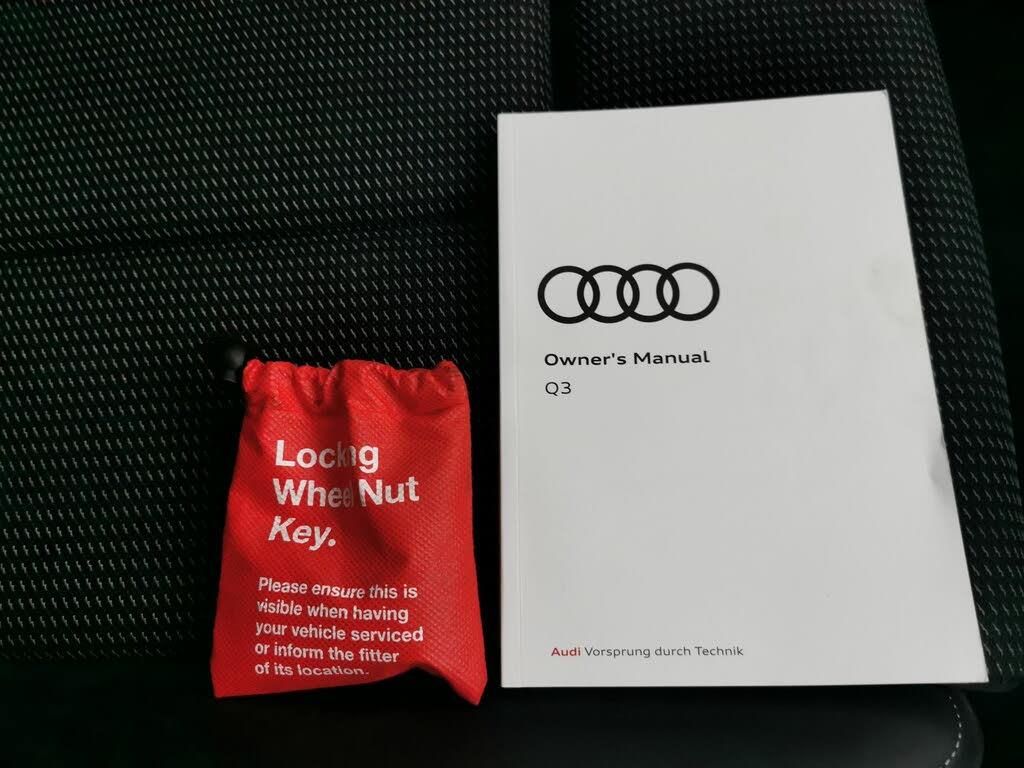 Locking
Wheel Nut
Key.
Please ensure this is
visible when having
your vehicle serviced
or inform the fitter
of its location.
Owner's Manual
Q3
Audi Vorsprung durch Technik